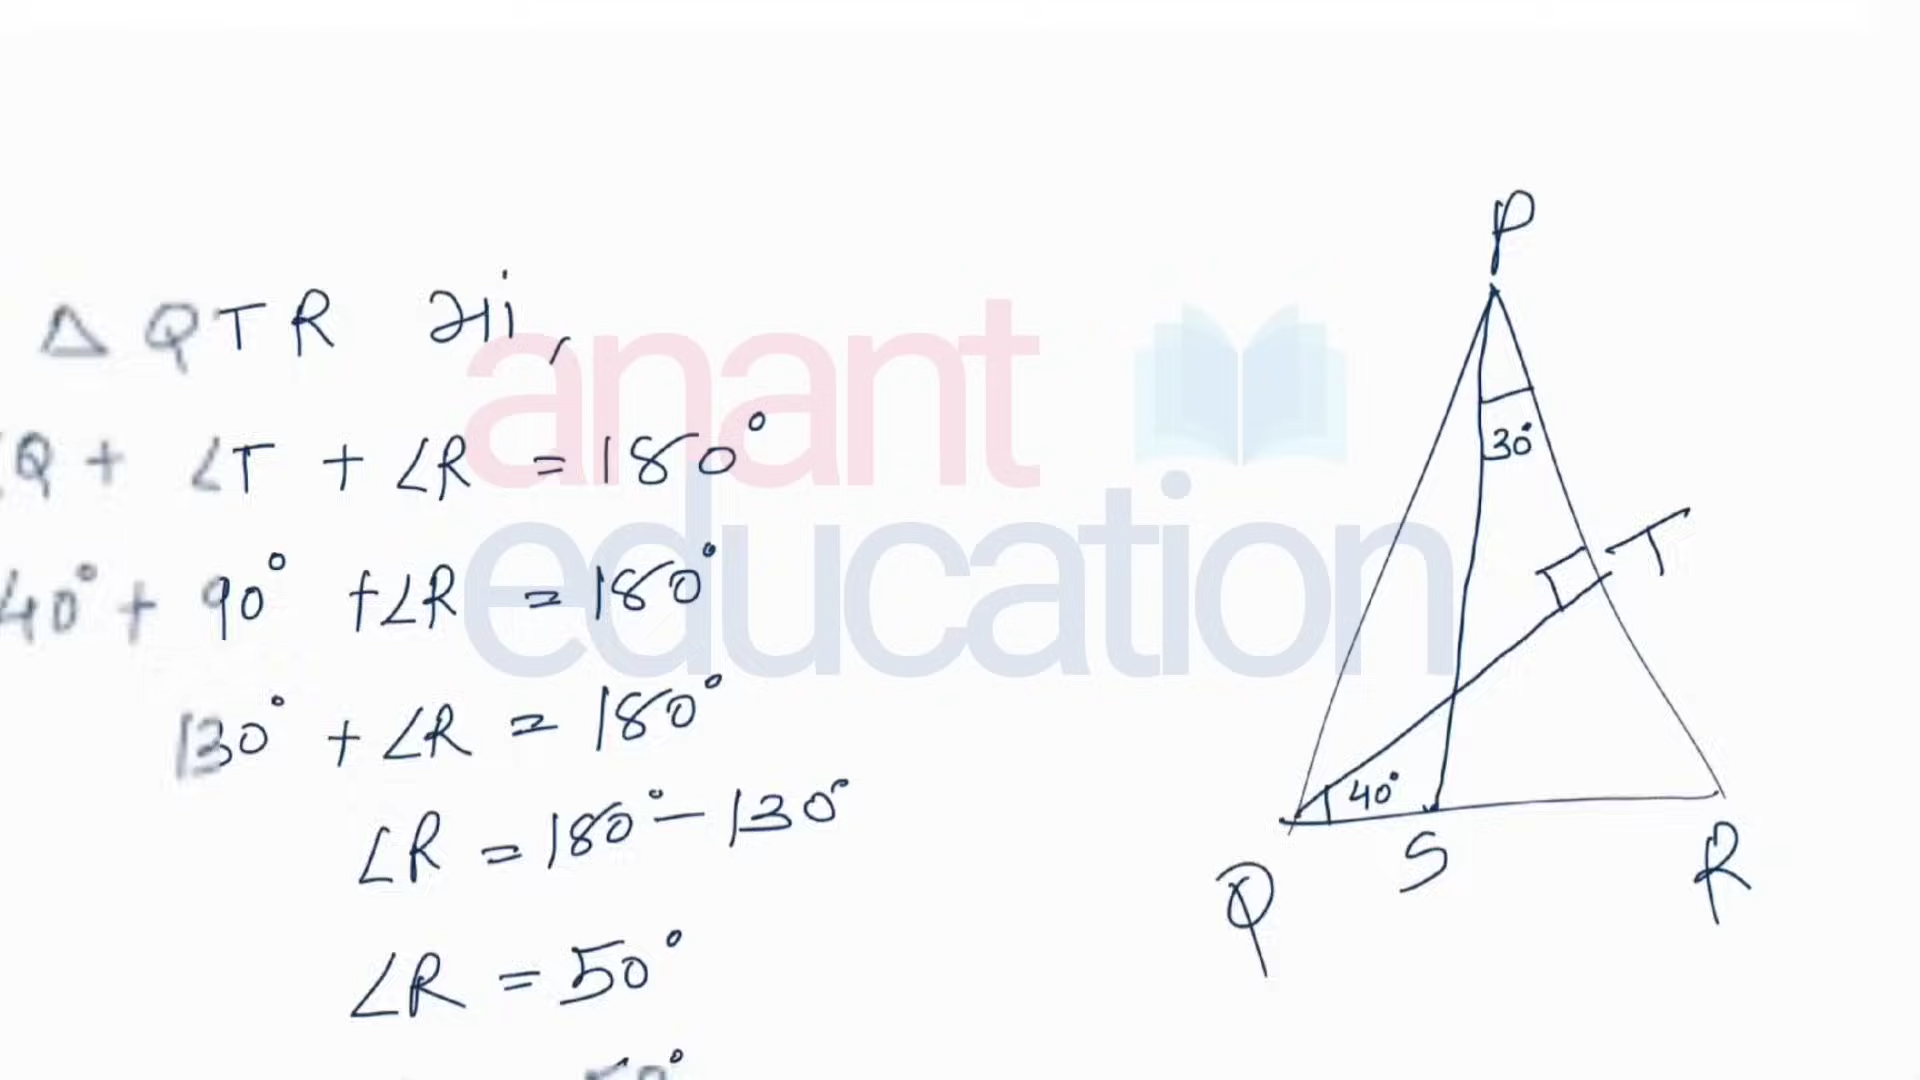 △ QTR માં,
∠Q + ∠T + ∠R = 180°
40° + 90° + ∠R = 180°
130° + ∠R = 180°
∠R = 180° - 130°
∠R = 50°
anant
education
P
30°
T
40°
Q
S
R